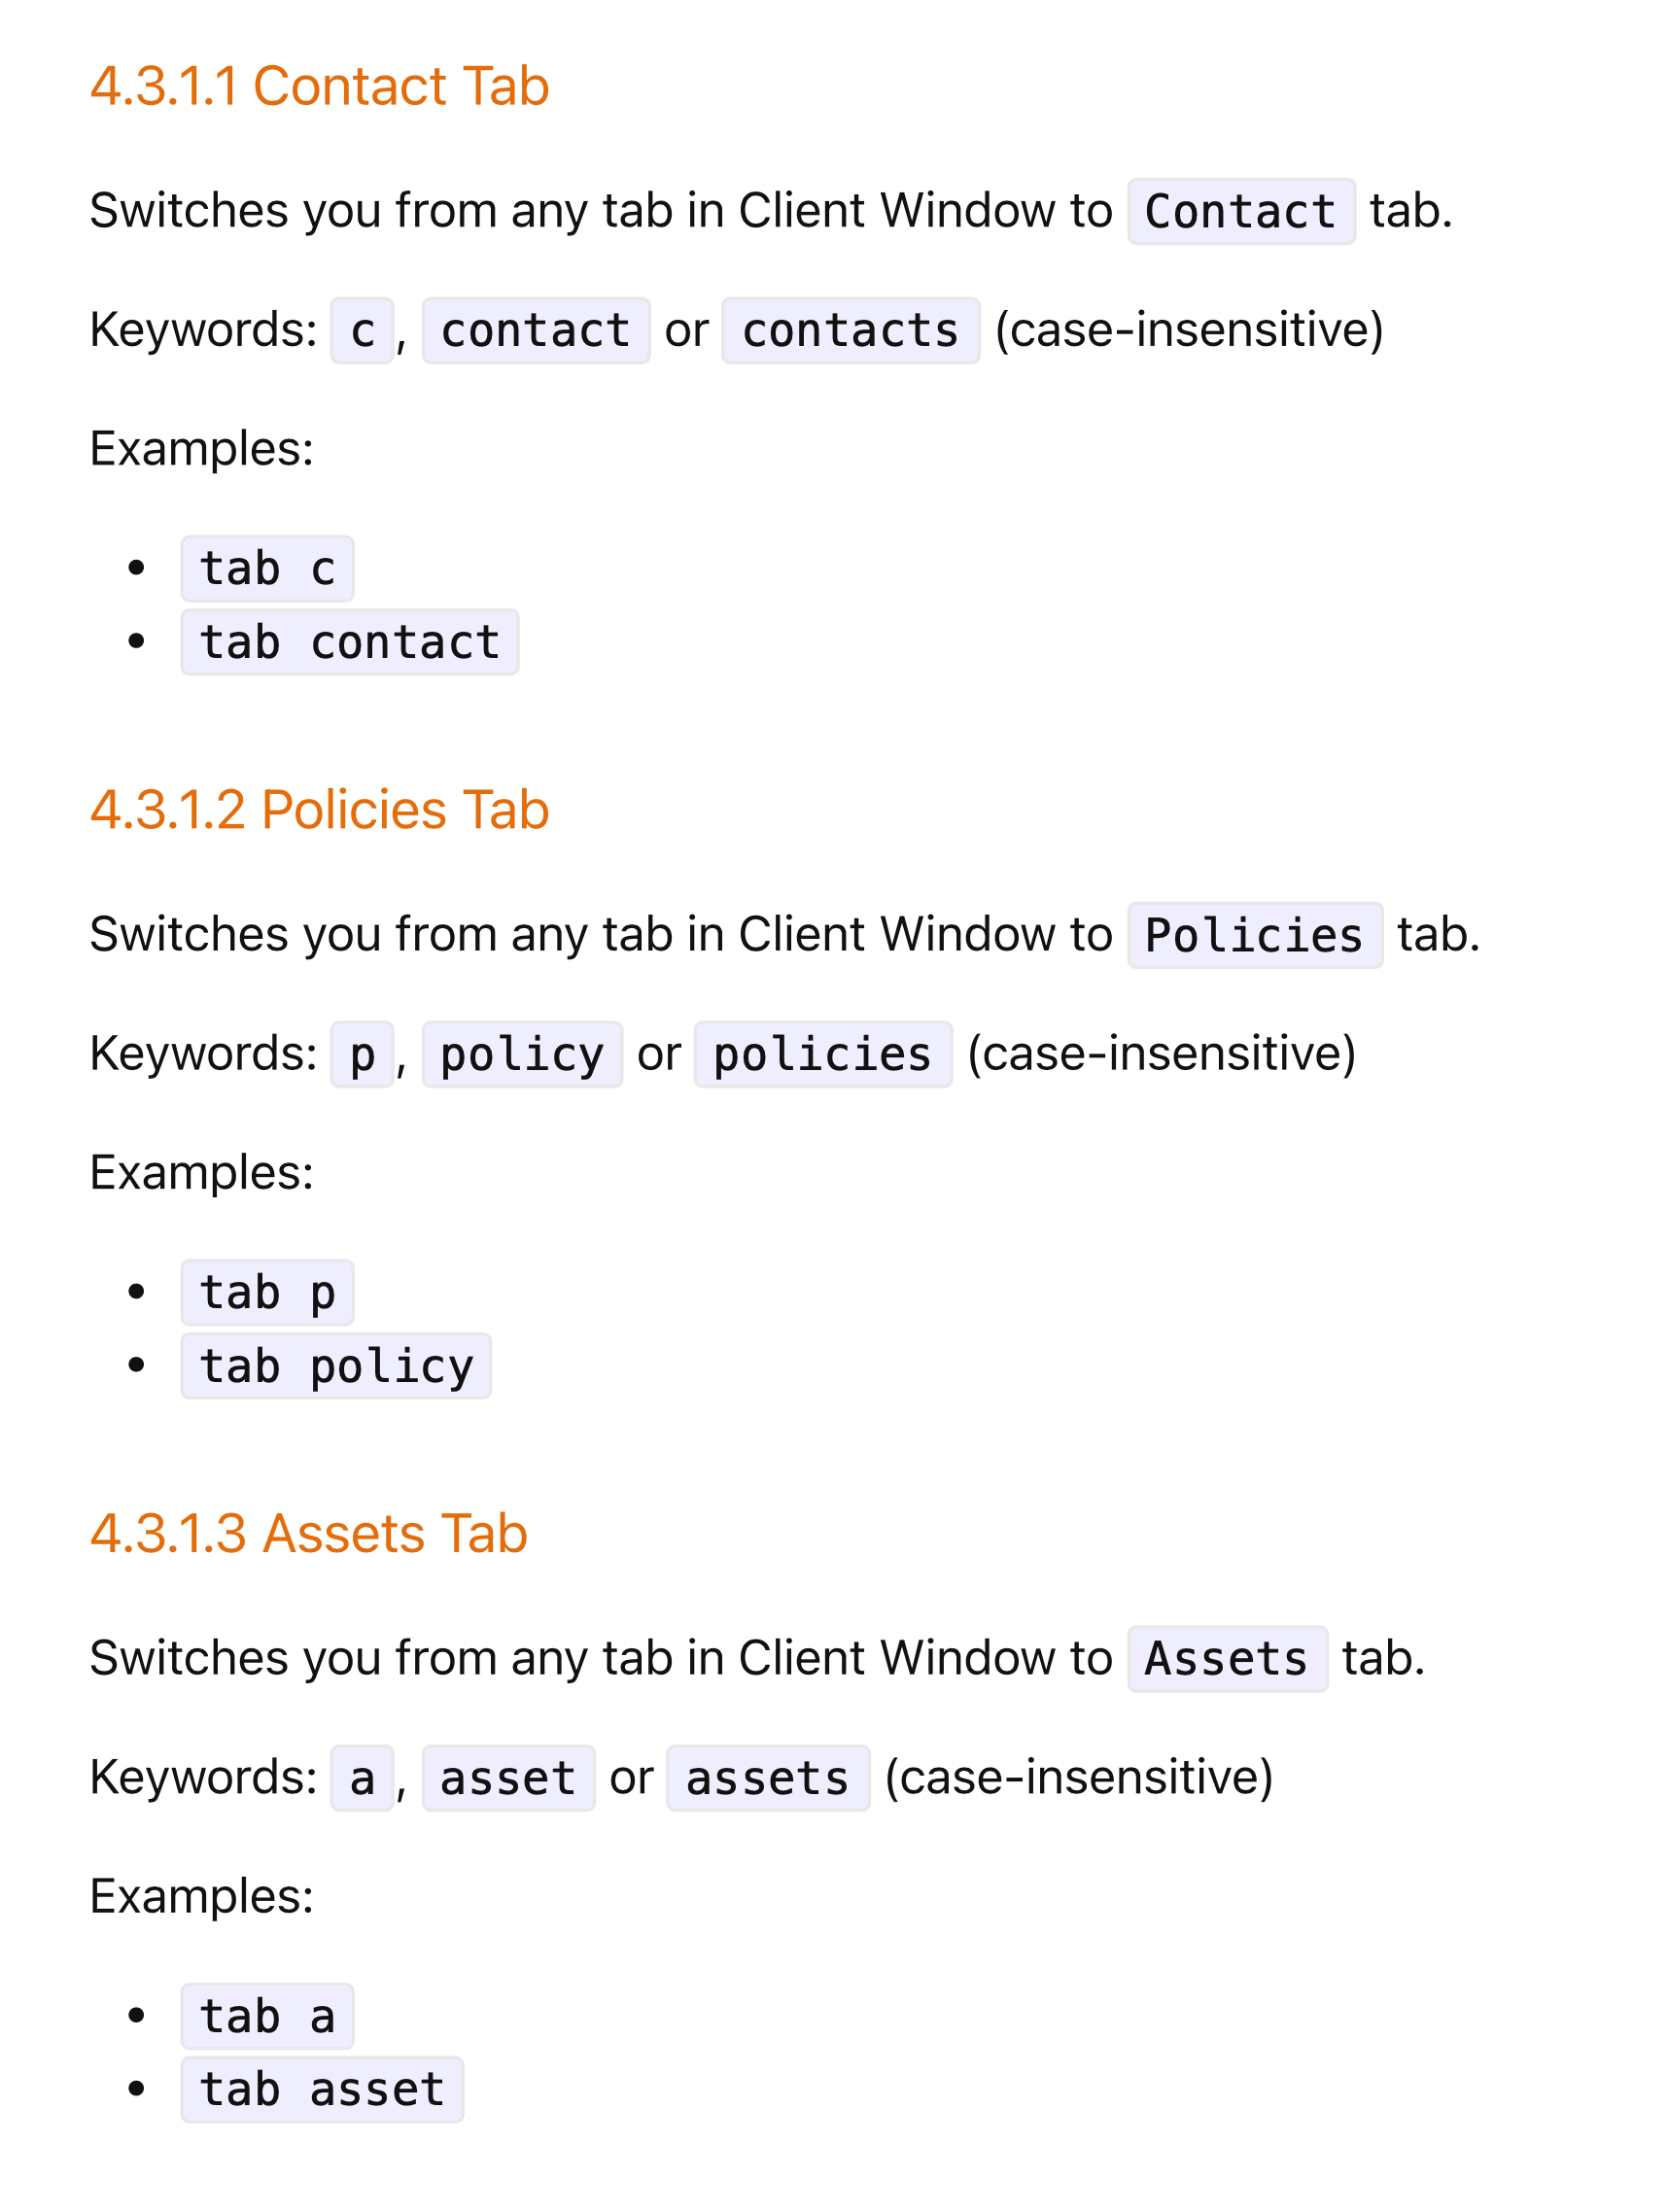 4.3.1.1 Contact Tab
Switches you from any tab in Client Window to Contact tab.
Keywords: c, contact or contacts (case-insensitive)
Examples:
• tab c
• tab contact
4.3.1.2 Policies Tab
Switches you from any tab in Client Window to Policies tab.
Keywords: p, policy or policies (case-insensitive)
Examples:
• tab p
• tab policy
4.3.1.3 Assets Tab
Switches you from any tab in Client Window to Assets tab.
Keywords: a, asset or assets (case-insensitive)
Examples:
• tab a
• tab asset